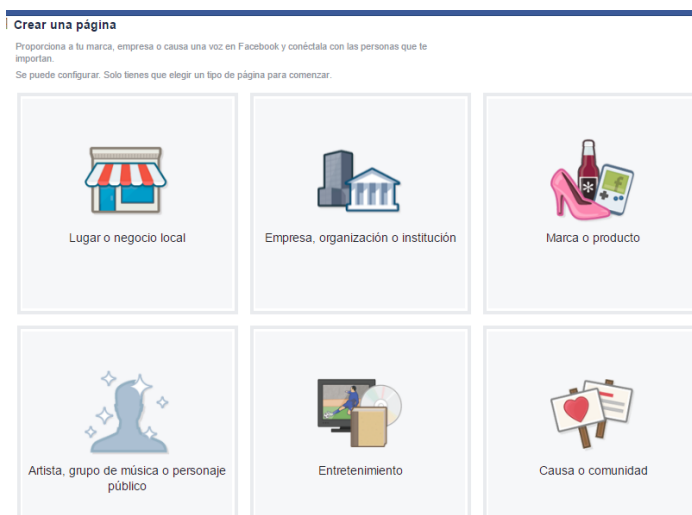 Crear una página
Proporciona a tu marca, empresa o causa una voz en Facebook y conéctala con las personas que te
importan.
Se puede configurar. Solo tienes que elegir un tipo de página para comenzar.
Lugar o negocio local
Empresa, organización o institución
Marca o producto
Artista, grupo de música o personaje
público
Entretenimiento
Causa o comunidad